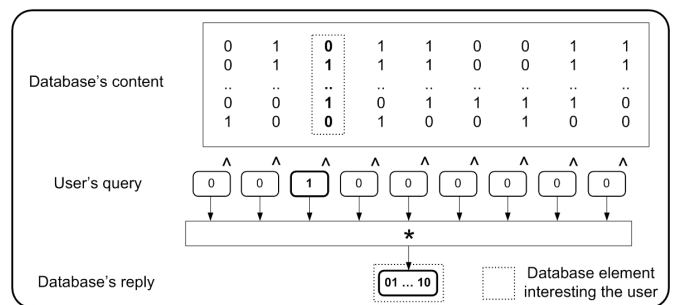 0 1 0 1 1 0 0 1 1
0 1 1 1 1 0 0 1 1
Database's content
.. .. .. .. .. .. .. .. ..
0 0 1 0 1 1 1 1 0
1 0 0 1 0 0 1 0 0
^ ^ ^ ^ ^ ^ ^ ^ ^
User's query 0 0 1 0 0 0 0 0 0
*
Database's reply 01 ... 10 Database element
interesting the user